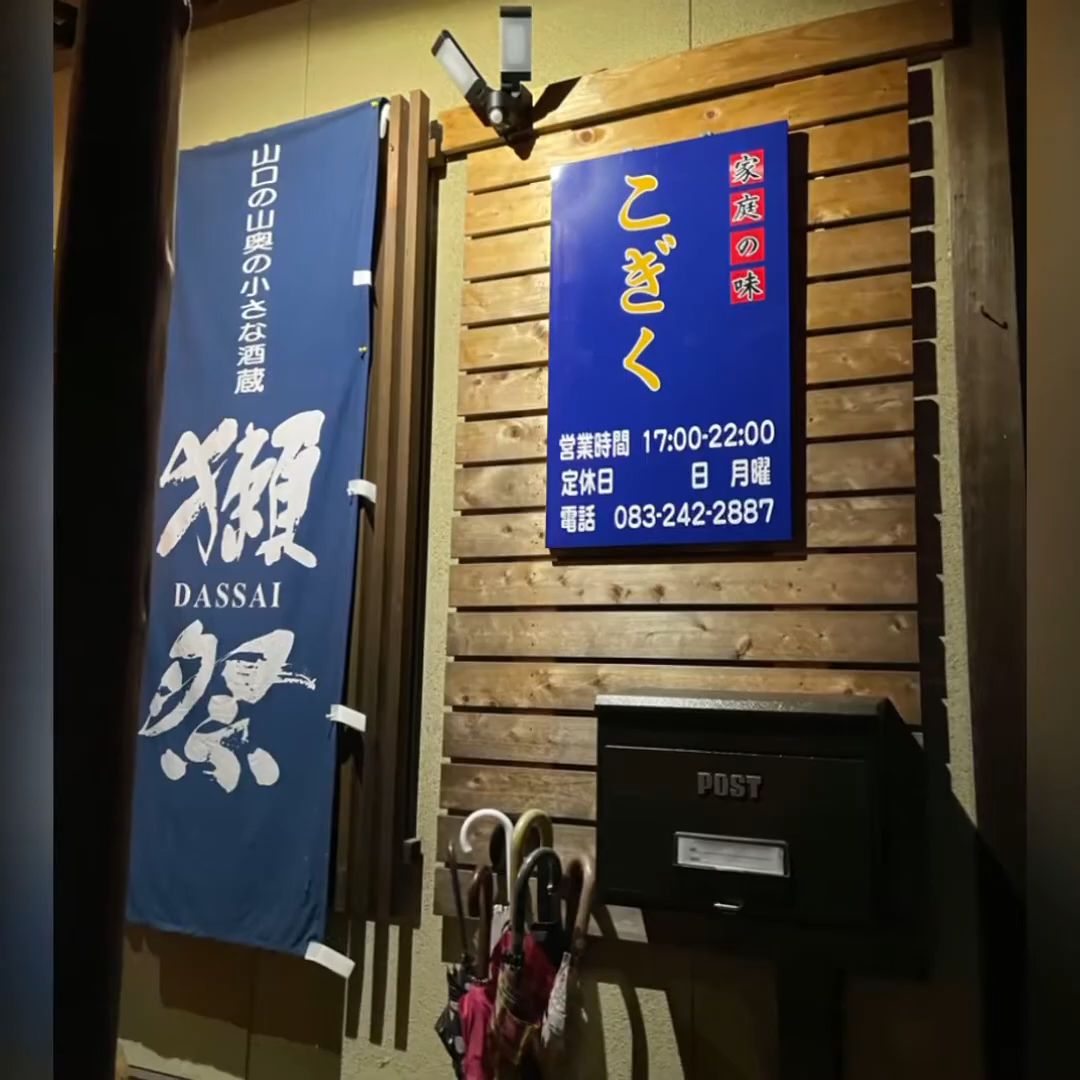 山口の山奥の小さな酒蔵
獺祭
DASSAI
家庭の味
こぎく
営業時間 17:00-22:00
定休日 日 月曜
電話 083-242-2887
POST